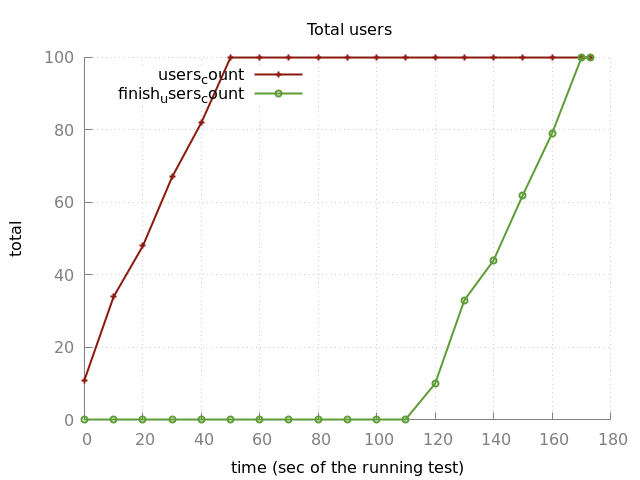 Total users
users_count
finish_users_count
100
80
60
40
20
0
total
0 20 40 60 80 100 120 140 160 180
time (sec of the running test)